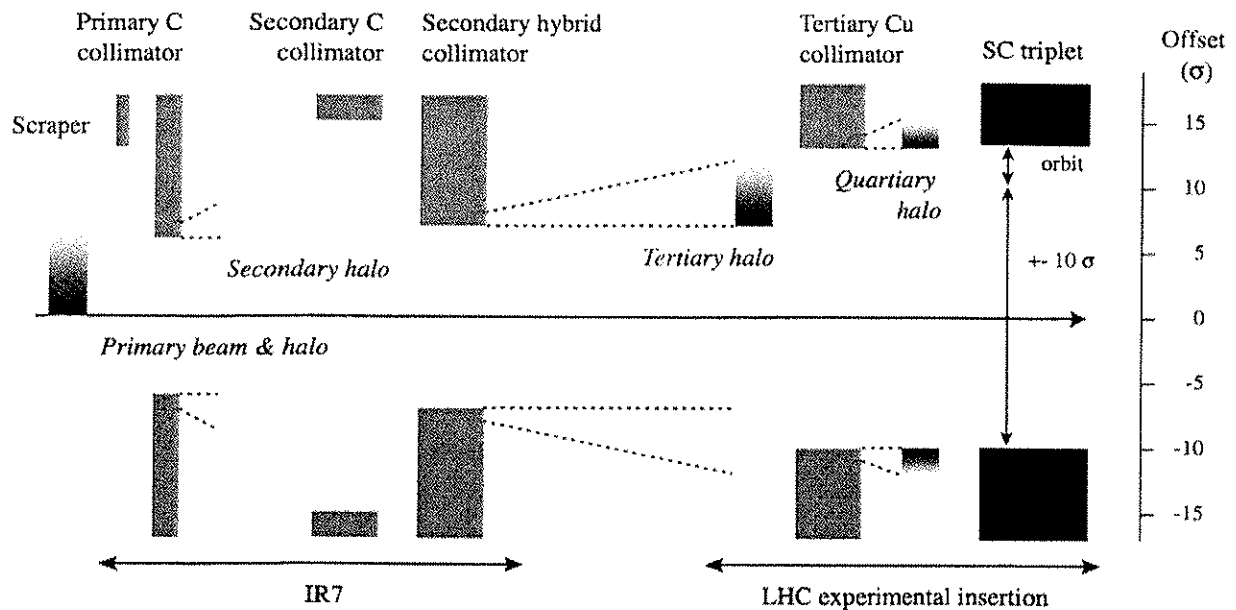 Primary C
collimator
Secondary C
collimator
Secondary hybrid
collimator
Tertiary Cu
collimator
SC triplet
Offset
(σ)
Scraper
15
orbit
10
Quartiary
halo
5
Secondary halo
Tertiary halo
+- 10 σ
0
Primary beam & halo
-5
-10
-15
IR7
LHC experimental insertion